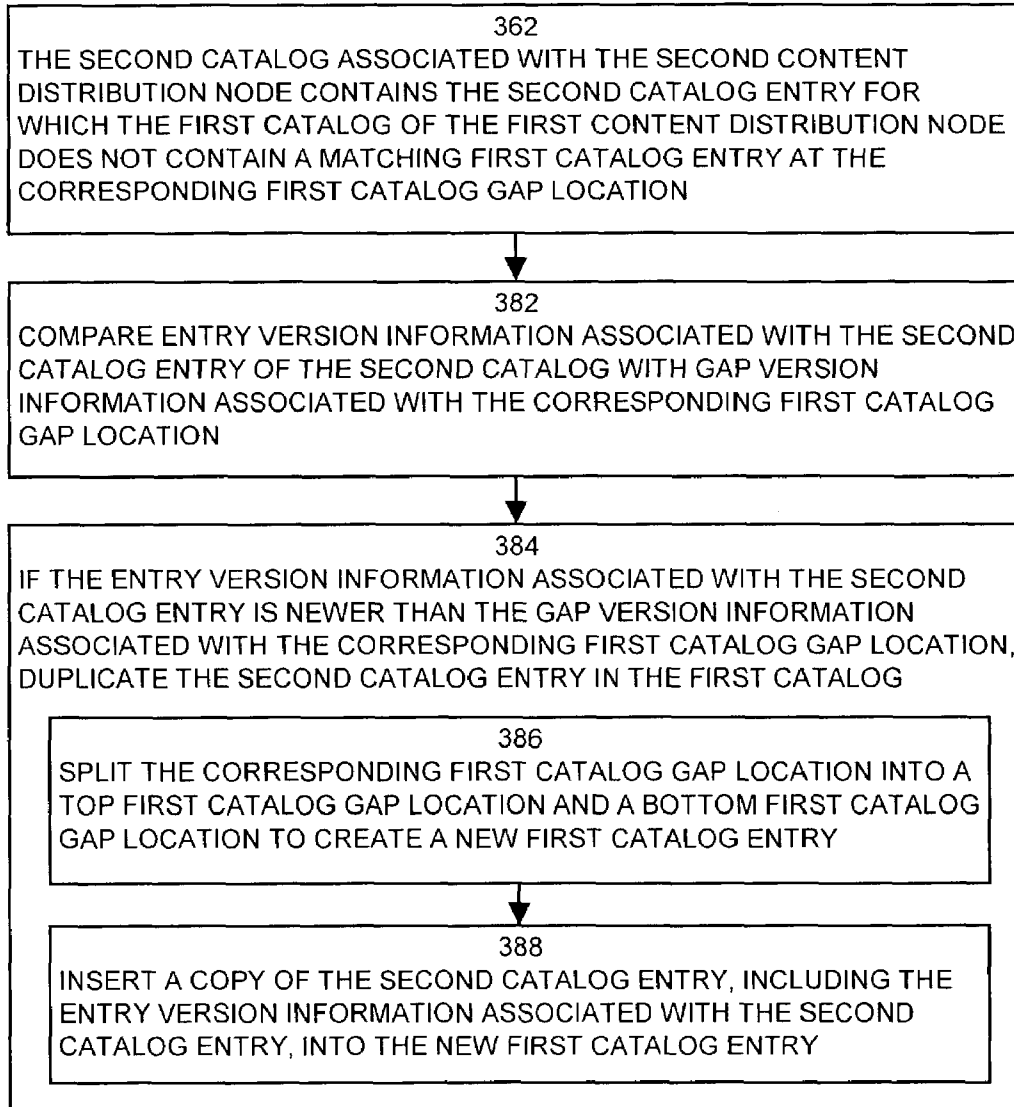 362
THE SECOND CATALOG ASSOCIATED WITH THE SECOND CONTENT
DISTRIBUTION NODE CONTAINS THE SECOND CATALOG ENTRY FOR
WHICH THE FIRST CATALOG OF THE FIRST CONTENT DISTRIBUTION NODE
DOES NOT CONTAIN A MATCHING FIRST CATALOG ENTRY AT THE
CORRESPONDING FIRST CATALOG GAP LOCATION
382
COMPARE ENTRY VERSION INFORMATION ASSOCIATED WITH THE SECOND
CATALOG ENTRY OF THE SECOND CATALOG WITH GAP VERSION
INFORMATION ASSOCIATED WITH THE CORRESPONDING FIRST CATALOG
GAP LOCATION
384
IF THE ENTRY VERSION INFORMATION ASSOCIATED WITH THE SECOND
CATALOG ENTRY IS NEWER THAN THE GAP VERSION INFORMATION
ASSOCIATED WITH THE CORRESPONDING FIRST CATALOG GAP LOCATION,
DUPLICATE THE SECOND CATALOG ENTRY IN THE FIRST CATALOG
386
SPLIT THE CORRESPONDING FIRST CATALOG GAP LOCATION INTO A
TOP FIRST CATALOG GAP LOCATION AND A BOTTOM FIRST CATALOG
GAP LOCATION TO CREATE A NEW FIRST CATALOG ENTRY
388
INSERT A COPY OF THE SECOND CATALOG ENTRY, INCLUDING THE
ENTRY VERSION INFORMATION ASSOCIATED WITH THE SECOND
CATALOG ENTRY, INTO THE NEW FIRST CATALOG ENTRY